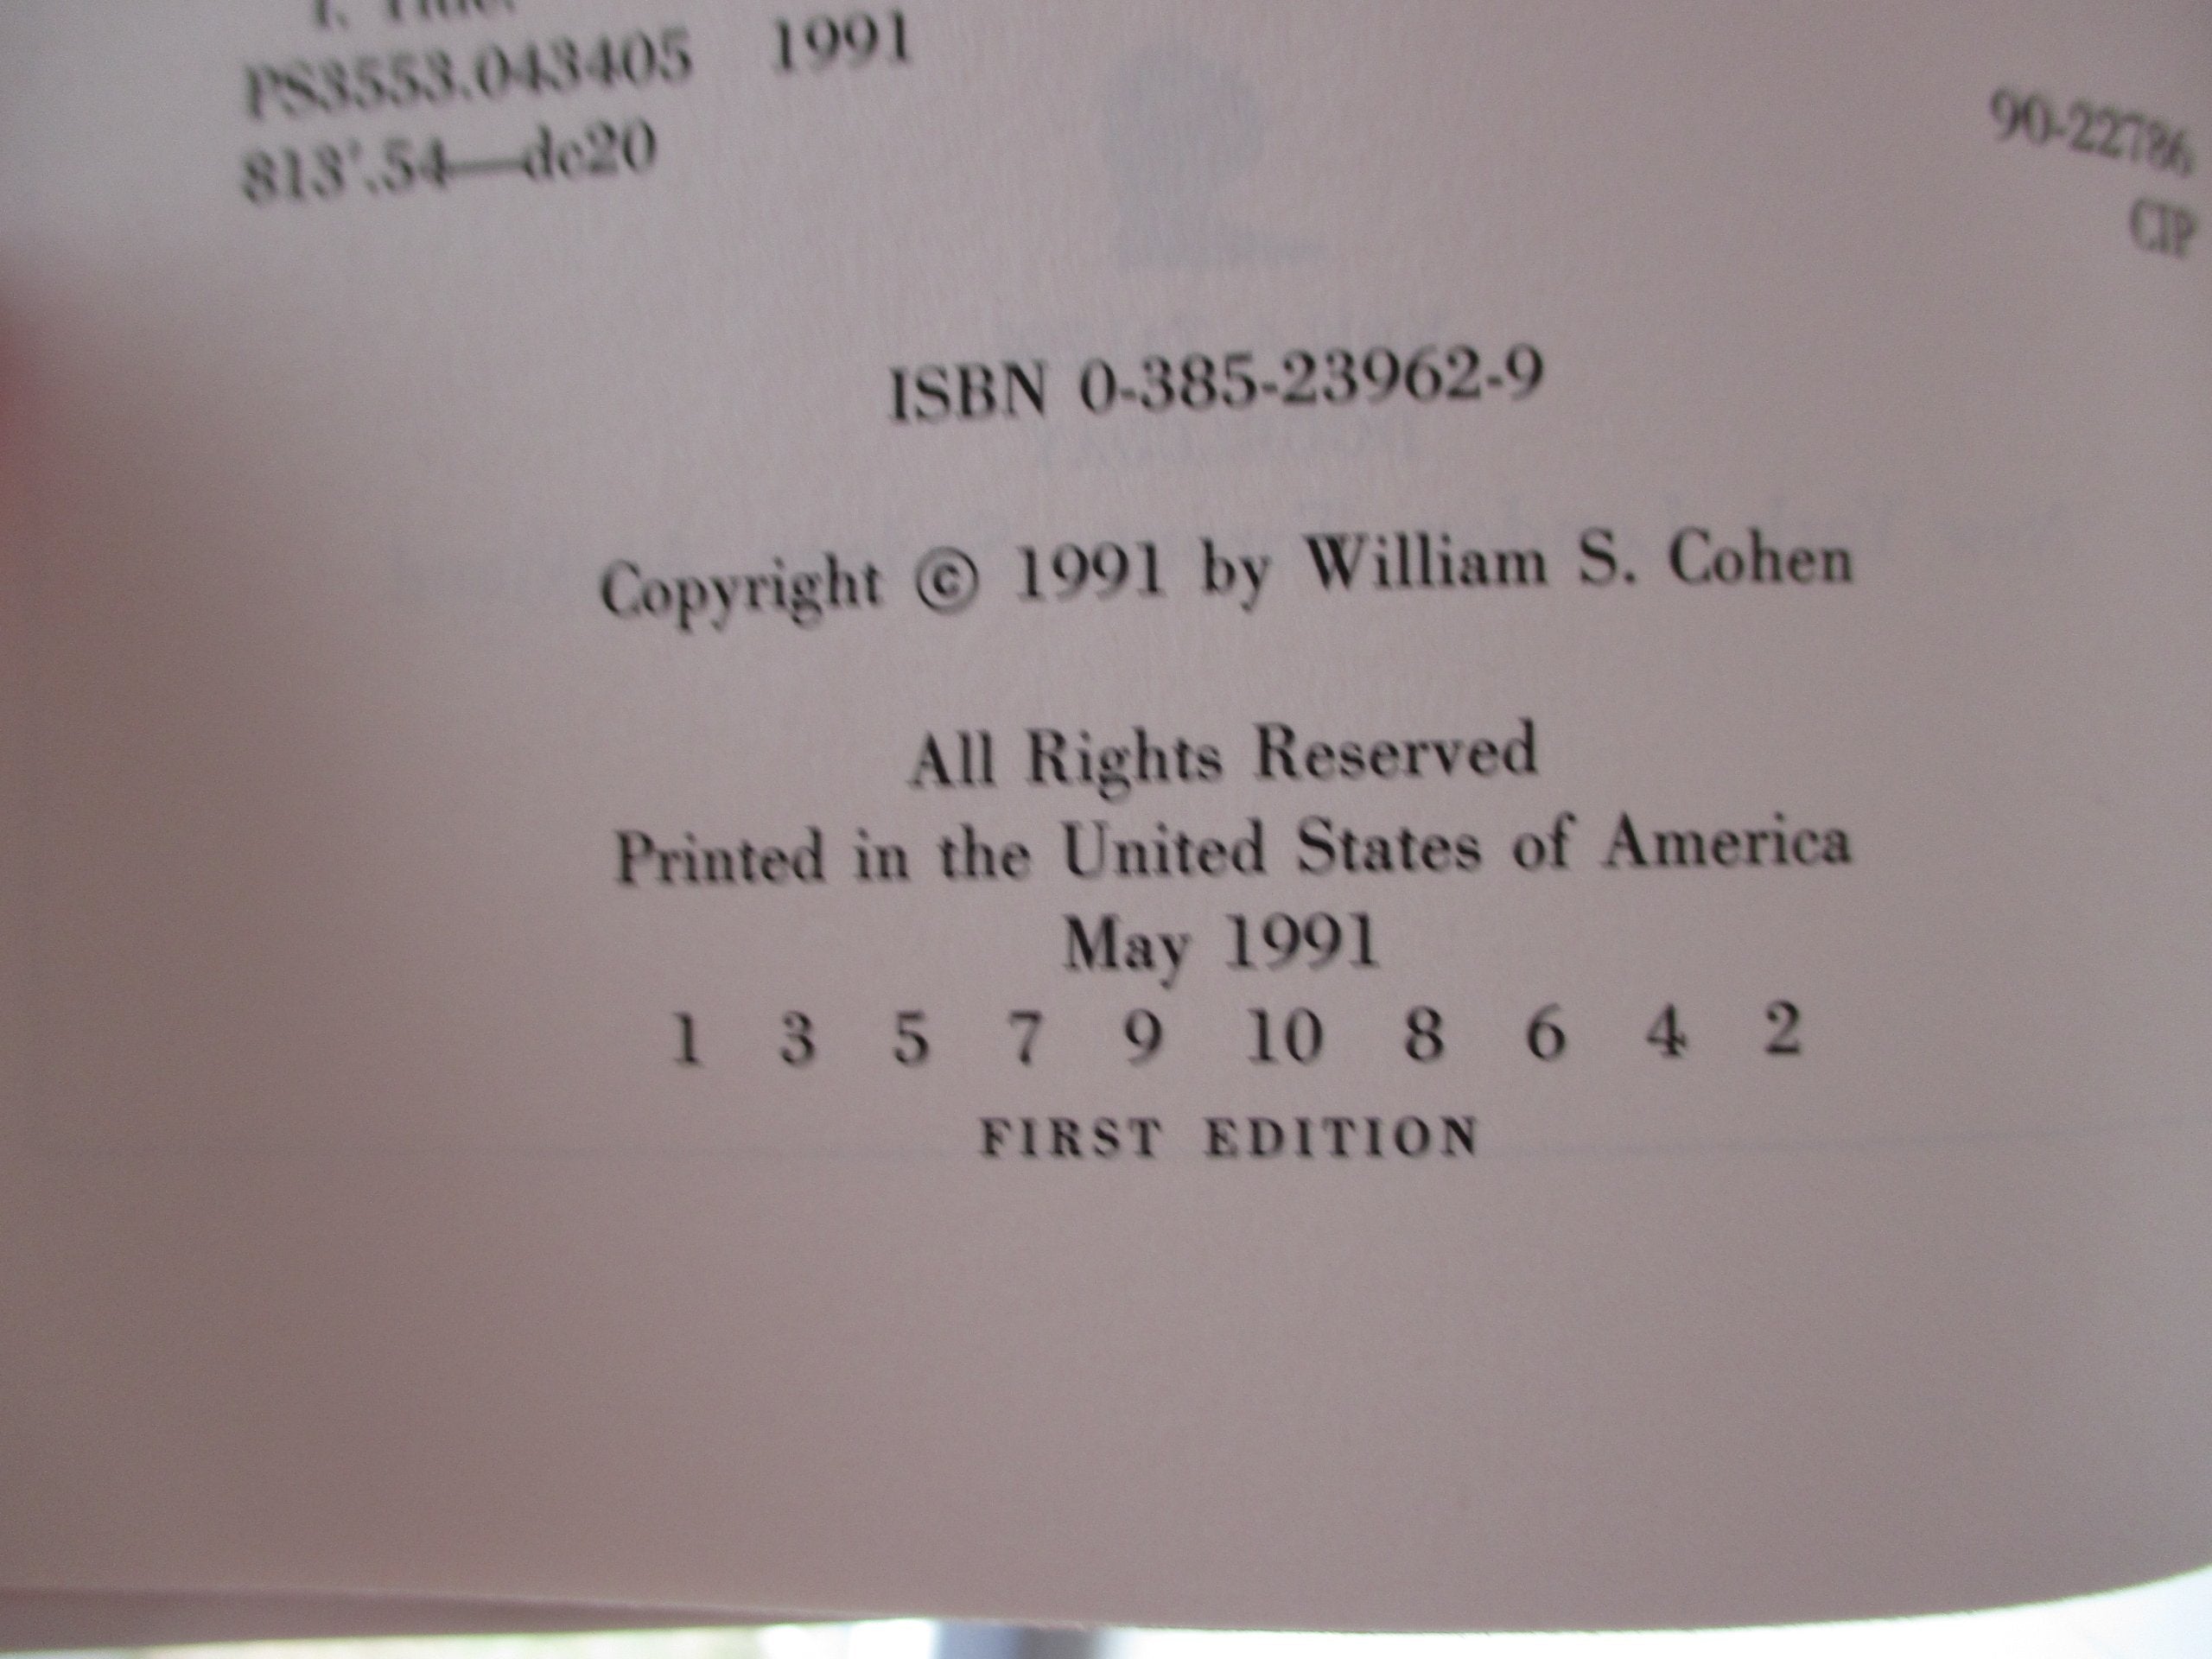 I. Title.
PS3553.O43405 1991
813'.54—dc20
90-22786
CIP
ISBN 0-385-23962-9
Copyright © 1991 by William S. Cohen
All Rights Reserved
Printed in the United States of America
May 1991
1 3 5 7 9 10 8 6 4 2
FIRST EDITION